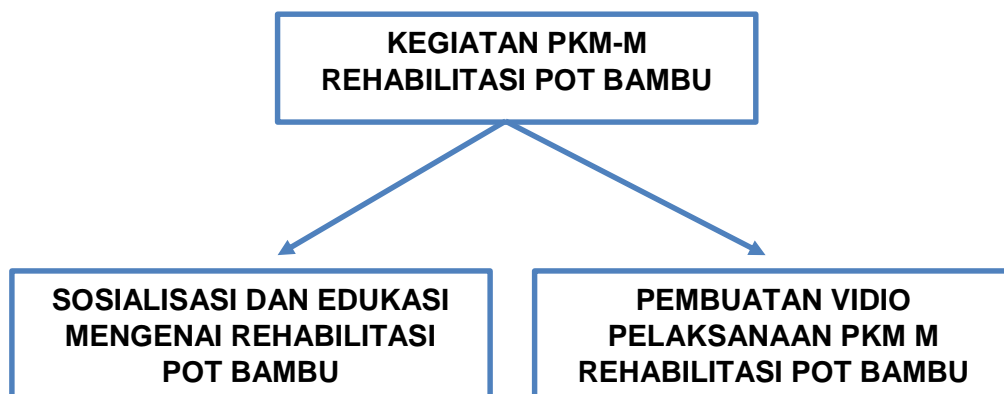 KEGIATAN PKM-M
REHABILITASI POT BAMBU
SOSIALISASI DAN EDUKASI
MENGENAI REHABILITASI
POT BAMBU
PEMBUATAN VIDIO
PELAKSANAAN PKM M
REHABILITASI POT BAMBU